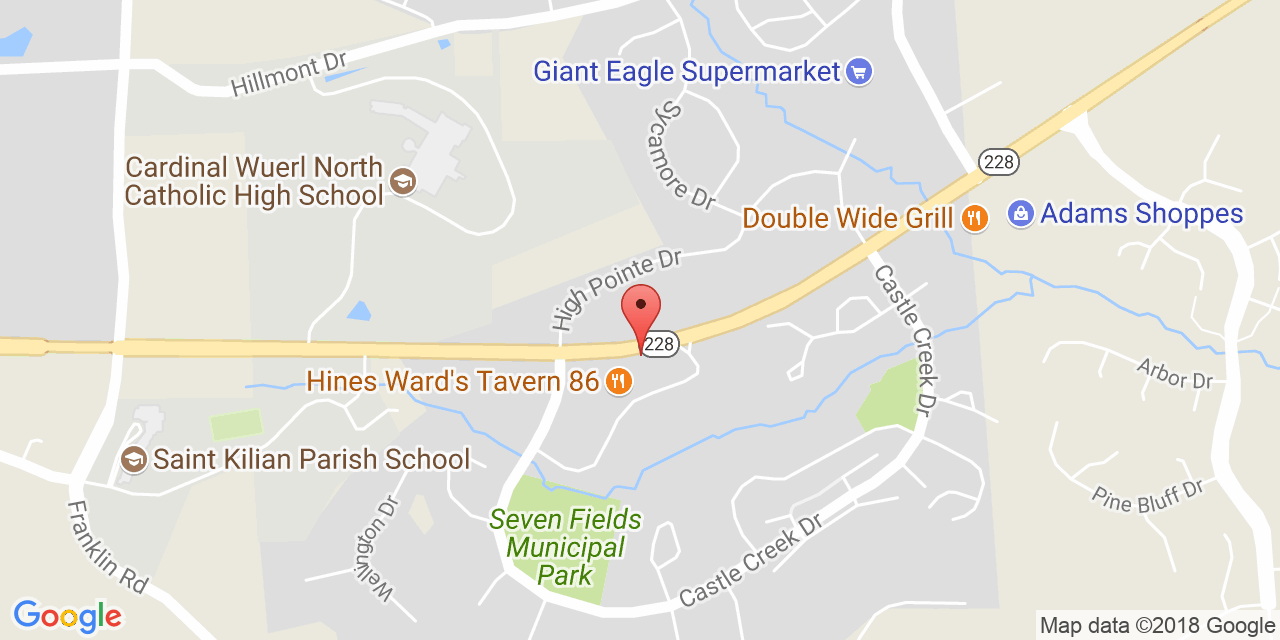 Hillmont Dr
Giant Eagle Supermarket
Sycamore Dr
228
Cardinal Wuerl North
Catholic High School
Double Wide Grill
Adams Shoppes
High Pointe Dr
Castle Creek Dr
228
Hines Ward's Tavern 86
Arbor Dr
Saint Kilian Parish School
Pine Bluff Dr
Franklin Rd
Wellington Dr
Seven Fields
Municipal
Park
Castle Creek Dr
Google
Map data ©2018 Google